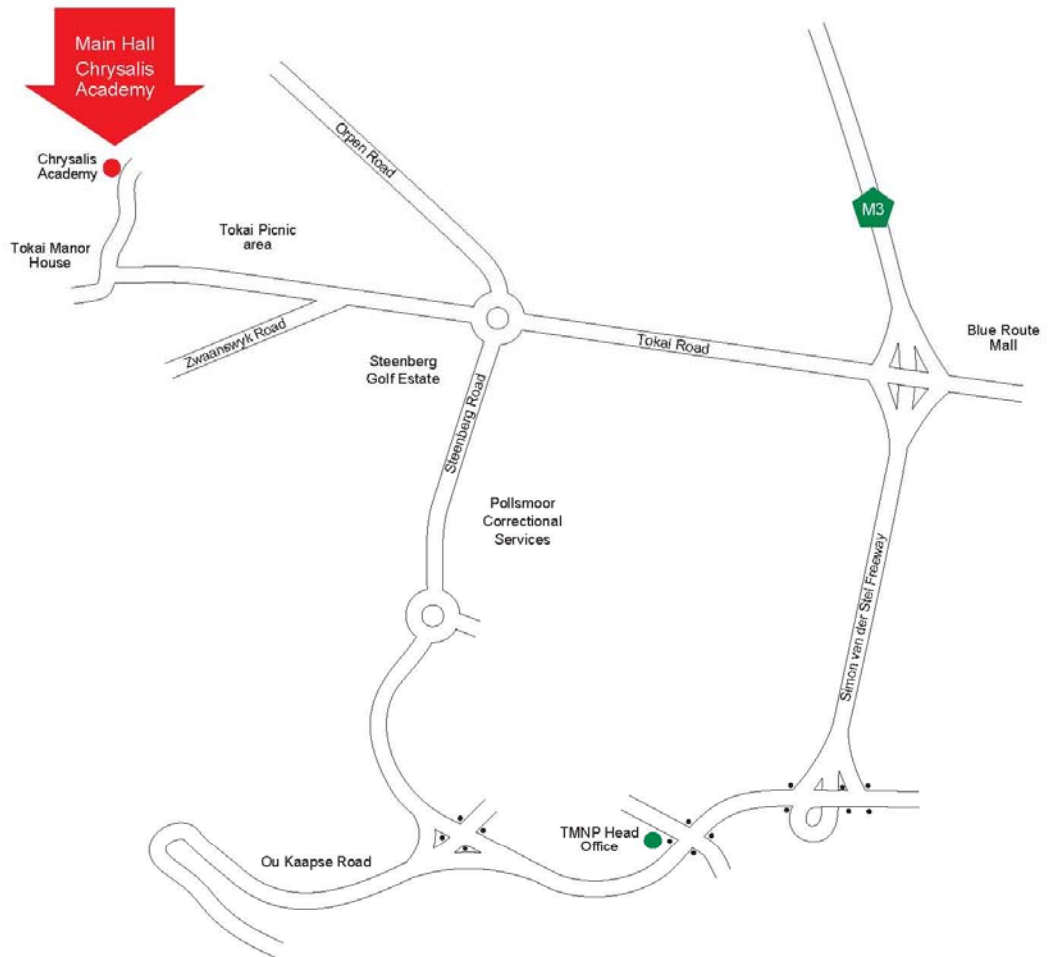 Main Hall
Chrysalis
Academy
Chrysalis
Academy
Orpen Road
M3
Tokai Manor
House
Tokai Picnic
area
Zwaanswyk Road
Steenberg
Golf Estate
Tokai Road
Blue Route
Mall
Steenberg Road
Pollsmoor
Correctional
Services
Simon van der Stel Freeway
TMNP Head
Office
Ou Kaapse Road